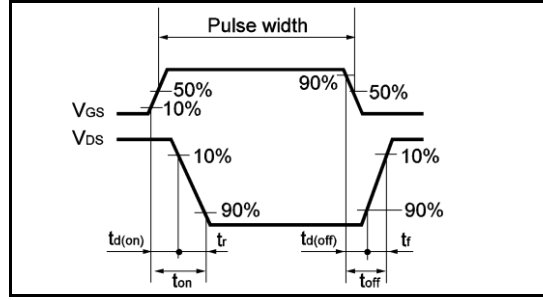 Pulse width
90%
50%
50%
10%
VGS
VDS
10%
10%
90%
90%
td(on)
tr
td(off)
tf
ton
toff